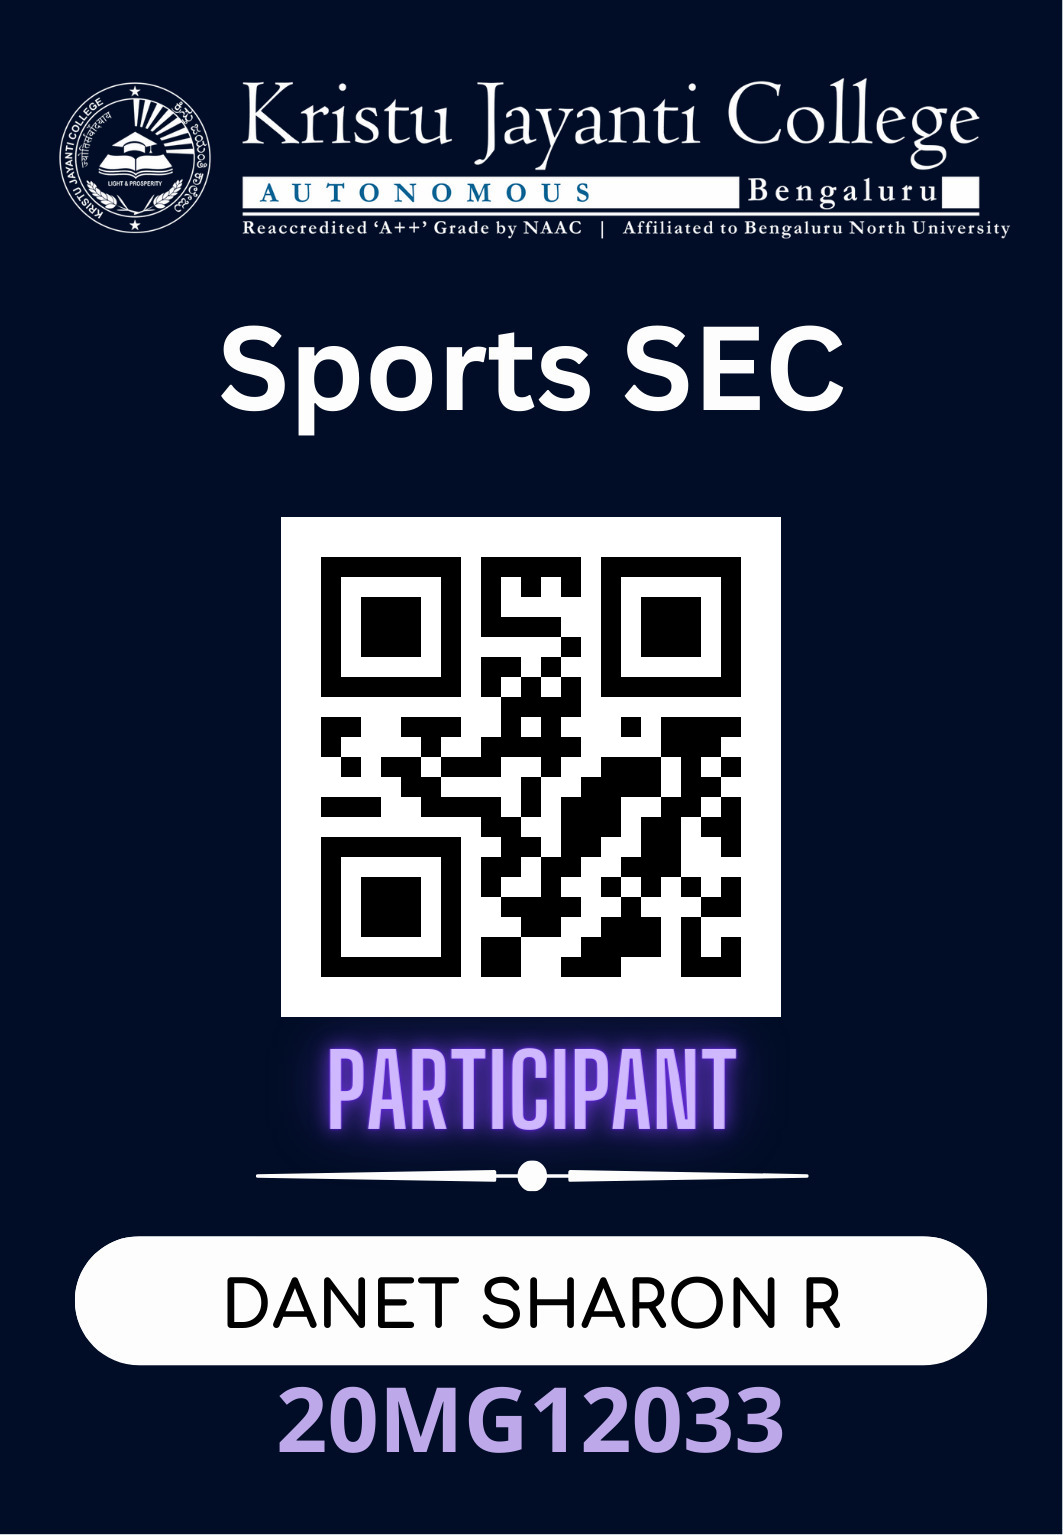 KRISTU JAYANTI COLLEGE
ಕ್ರಿಸ್ತು ಜಯಂತಿ ಕಾಲೇಜು
LIGHT & PROSPERITY
Kristu Jayanti College
AUTONOMOUS Bengaluru
Reaccredited ‘A++’ Grade by NAAC | Affiliated to Bengaluru North University
Sports SEC
PARTICIPANT
DANET SHARON R
20MG12033